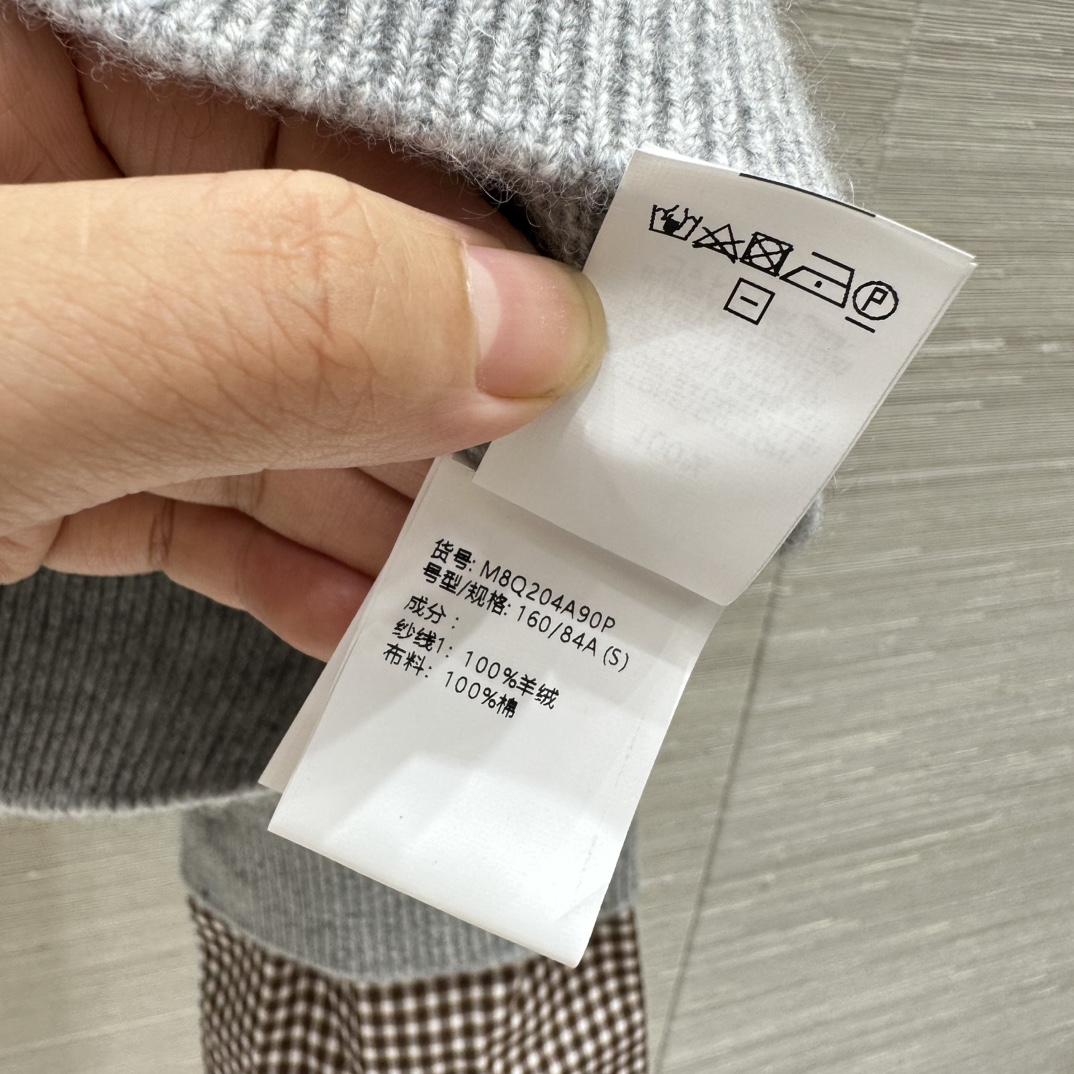 P
货号: M8Q204A90P
号型/规格: 160/84A (S)
成分:
纱线1: 100%羊绒
布料: 100%棉